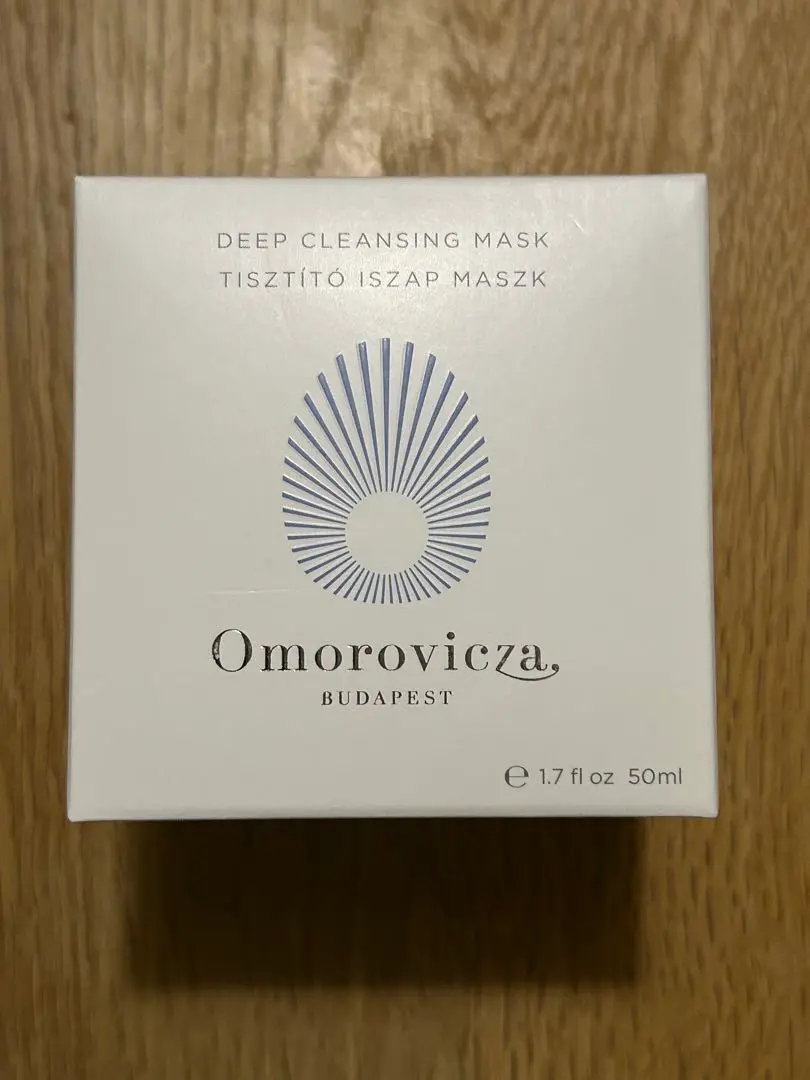 DEEP CLEANSING MASK
TISZTÍTÓ ISZAP MASZK
Omorovicza
BUDAPEST
℮ 1.7 fl oz 50ml